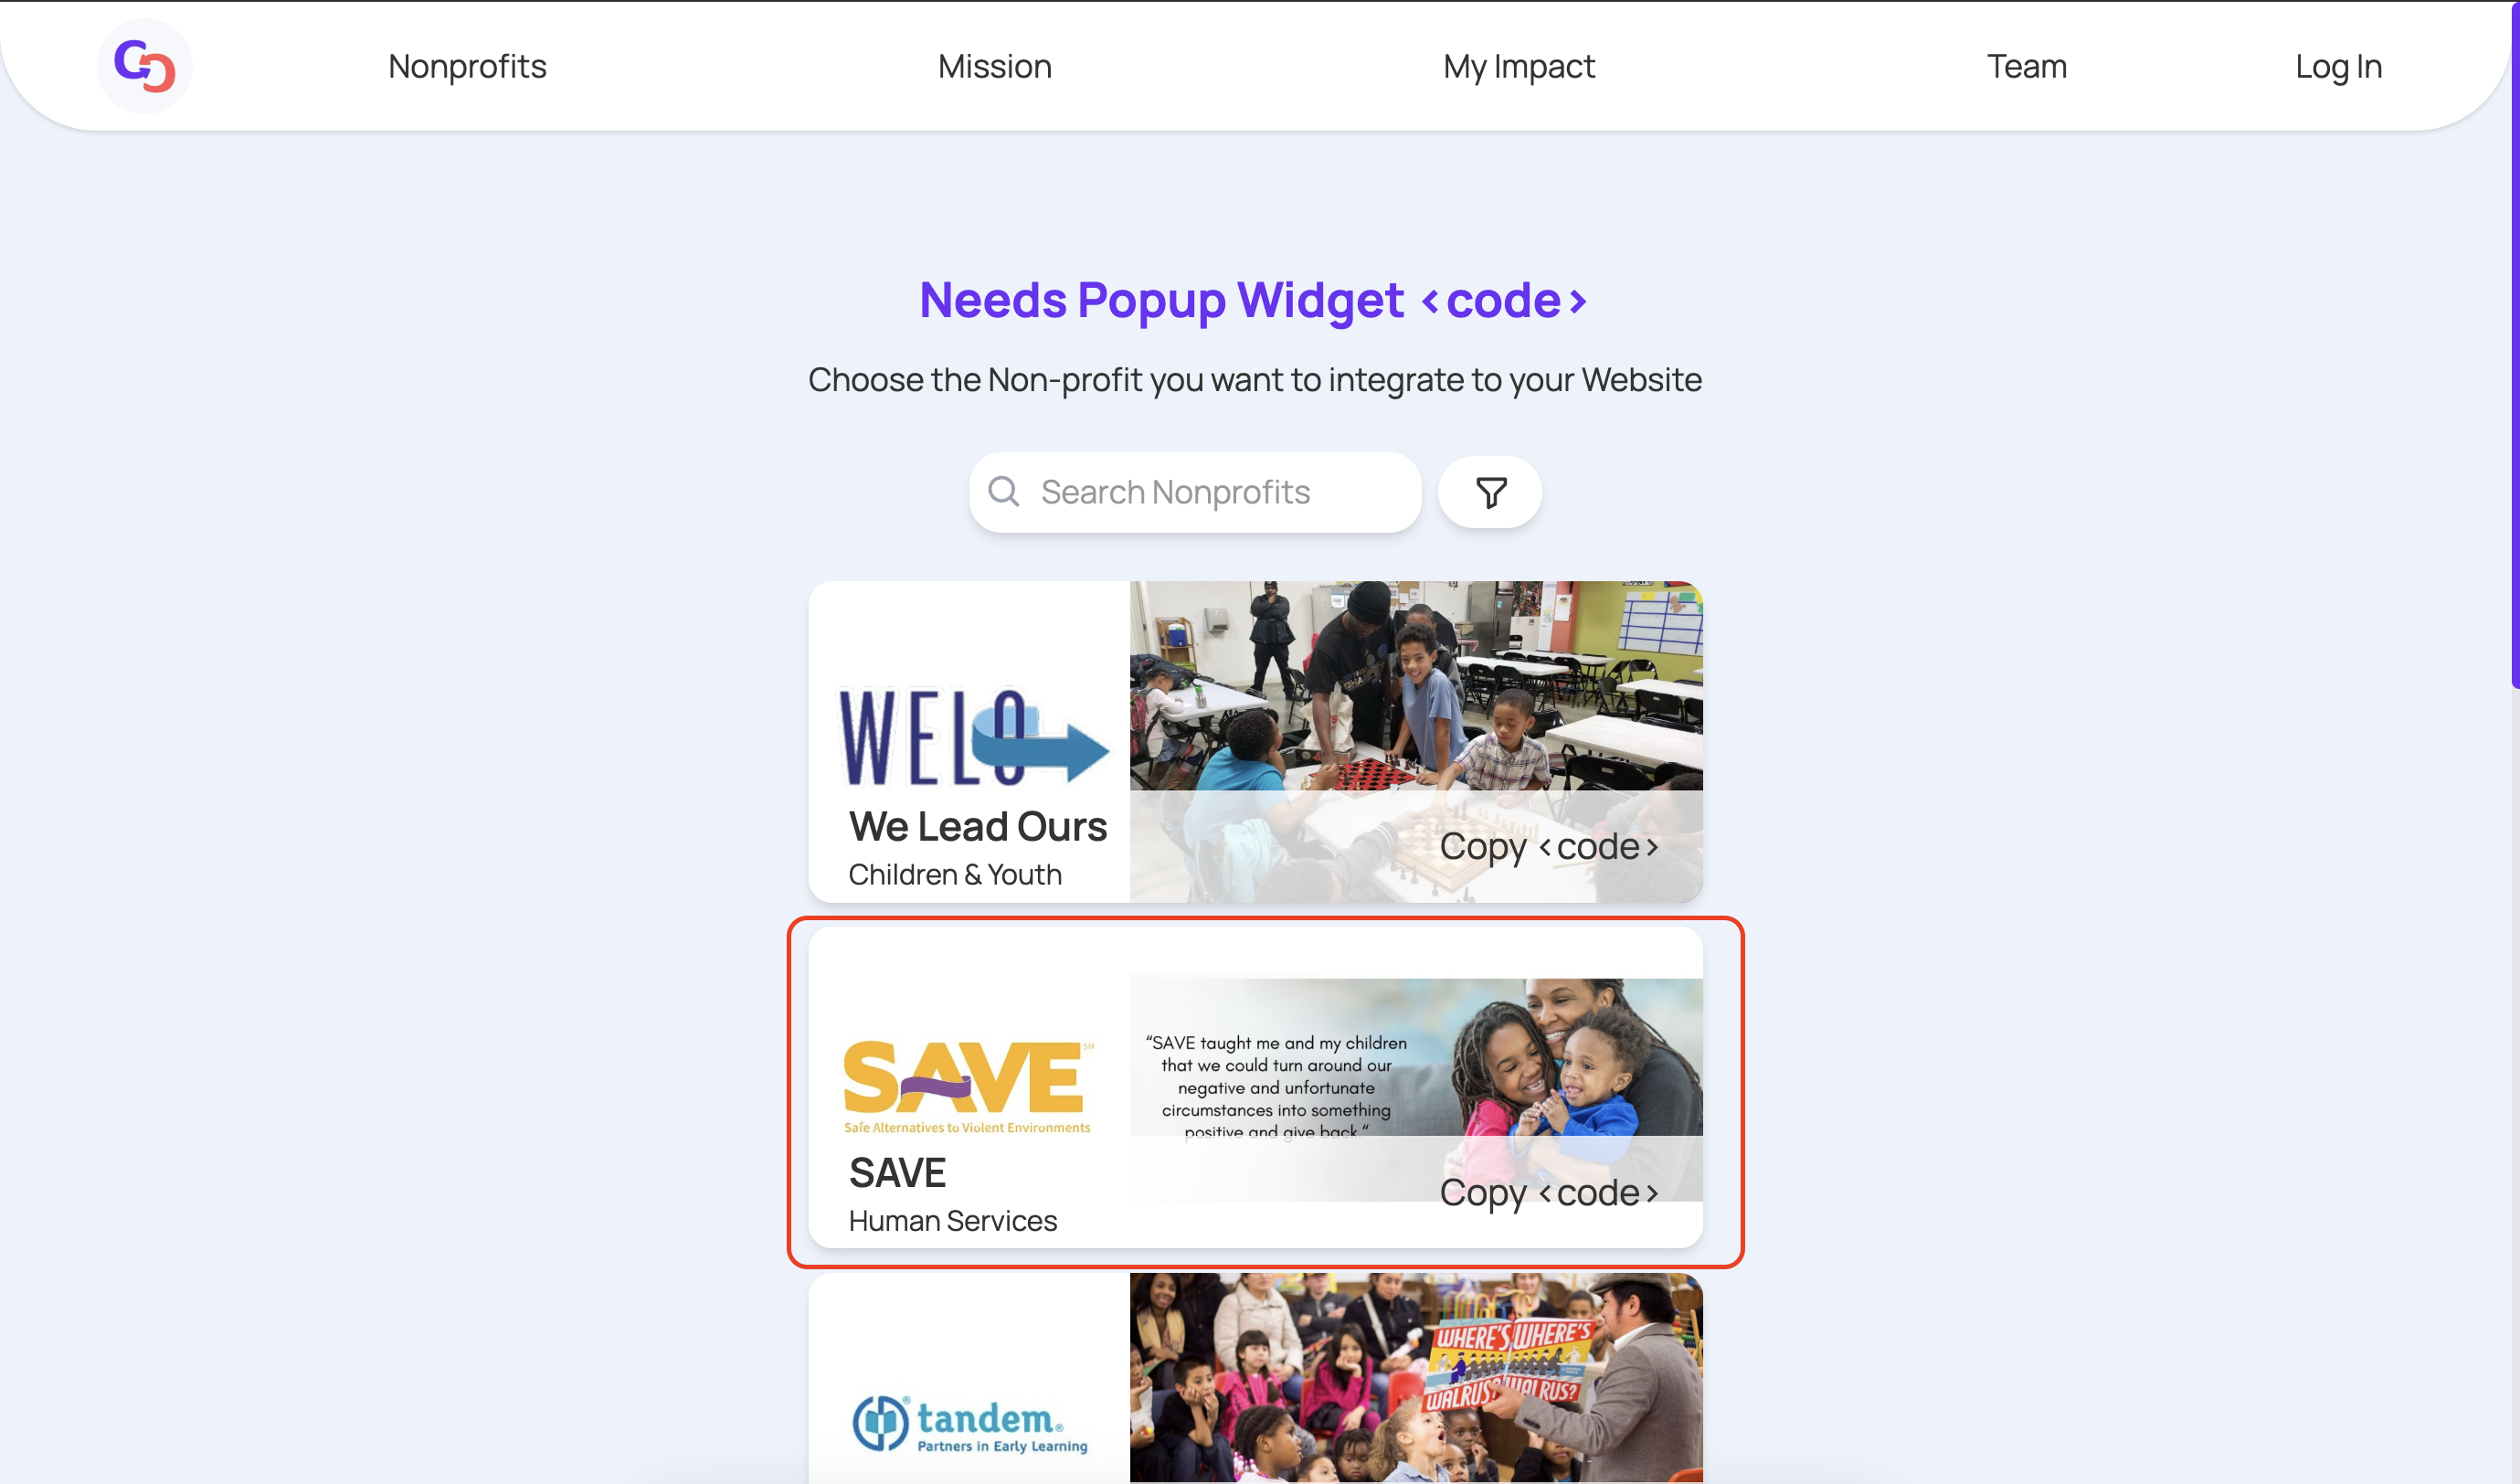 Nonprofits
Mission
My Impact
Team
Log In
Needs Popup Widget <code>
Choose the Non-profit you want to integrate to your Website
Search Nonprofits
WELO
We Lead Ours
Children & Youth
Copy <code>
SAVE SM
Safe Alternatives to Violent Environments
SAVE
Human Services
“SAVE taught me and my children
that we could turn around our
negative and unfortunate
circumstances into something
positive and give back.“
Copy <code>
tandem®
Partners in Early Learning
WHERE'S WHERE'S
WALRUS? WALRUS?